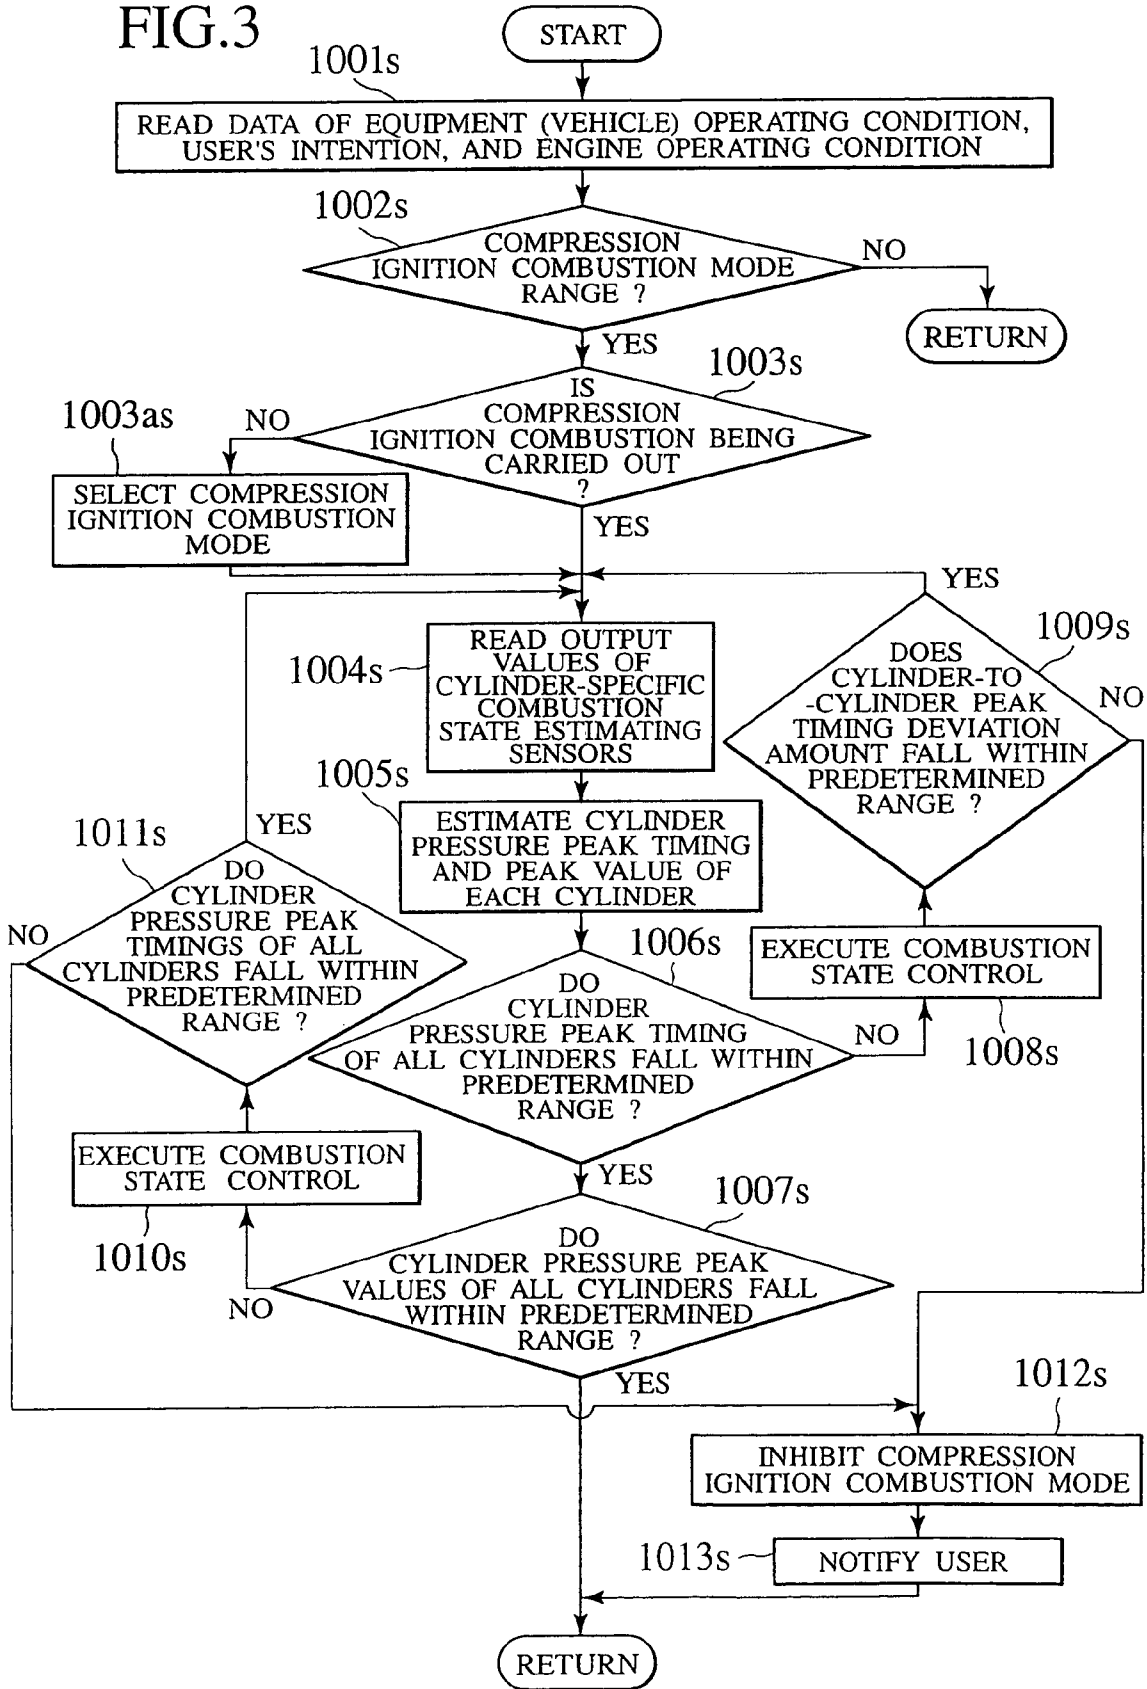 FIG.3
START
1001s
READ DATA OF EQUIPMENT (VEHICLE) OPERATING CONDITION,
USER'S INTENTION, AND ENGINE OPERATING CONDITION
1002s
COMPRESSION
IGNITION COMBUSTION MODE
RANGE ?
NO
RETURN
YES
1003s
IS
COMPRESSION
IGNITION COMBUSTION BEING
CARRIED OUT
?
NO
1003as
SELECT COMPRESSION
IGNITION COMBUSTION
MODE
YES
1004s
READ OUTPUT
VALUES OF
CYLINDER-SPECIFIC
COMBUSTION
STATE ESTIMATING
SENSORS
YES
1009s
DOES
CYLINDER-TO
-CYLINDER PEAK
TIMING DEVIATION
AMOUNT FALL WITHIN
PREDETERMINED
RANGE ?
NO
1005s
ESTIMATE CYLINDER
PRESSURE PEAK TIMING
AND PEAK VALUE OF
EACH CYLINDER
YES
1011s
DO
CYLINDER
PRESSURE PEAK
TIMINGS OF ALL
CYLINDERS FALL WITHIN
PREDETERMINED
RANGE ?
NO
1006s
DO
CYLINDER
PRESSURE PEAK TIMING
OF ALL CYLINDERS FALL WITHIN
PREDETERMINED
RANGE ?
NO
EXECUTE COMBUSTION
STATE CONTROL
1008s
YES
EXECUTE COMBUSTION
STATE CONTROL
1010s
1007s
DO
CYLINDER PRESSURE PEAK
VALUES OF ALL CYLINDERS FALL
WITHIN PREDETERMINED
RANGE ?
NO
YES
1012s
INHIBIT COMPRESSION
IGNITION COMBUSTION MODE
1013s
NOTIFY USER
RETURN